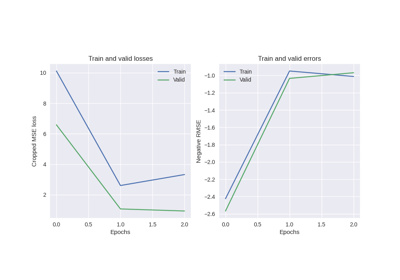 Train and valid losses
Train
Valid
10
8
6
4
2
Cropped MSE loss
0.0 0.5 1.0 1.5 2.0
Epochs
Train and valid errors
Train
Valid
−1.0
−1.2
−1.4
−1.6
−1.8
−2.0
−2.2
−2.4
−2.6
Negative RMSE
0.0 0.5 1.0 1.5 2.0
Epochs